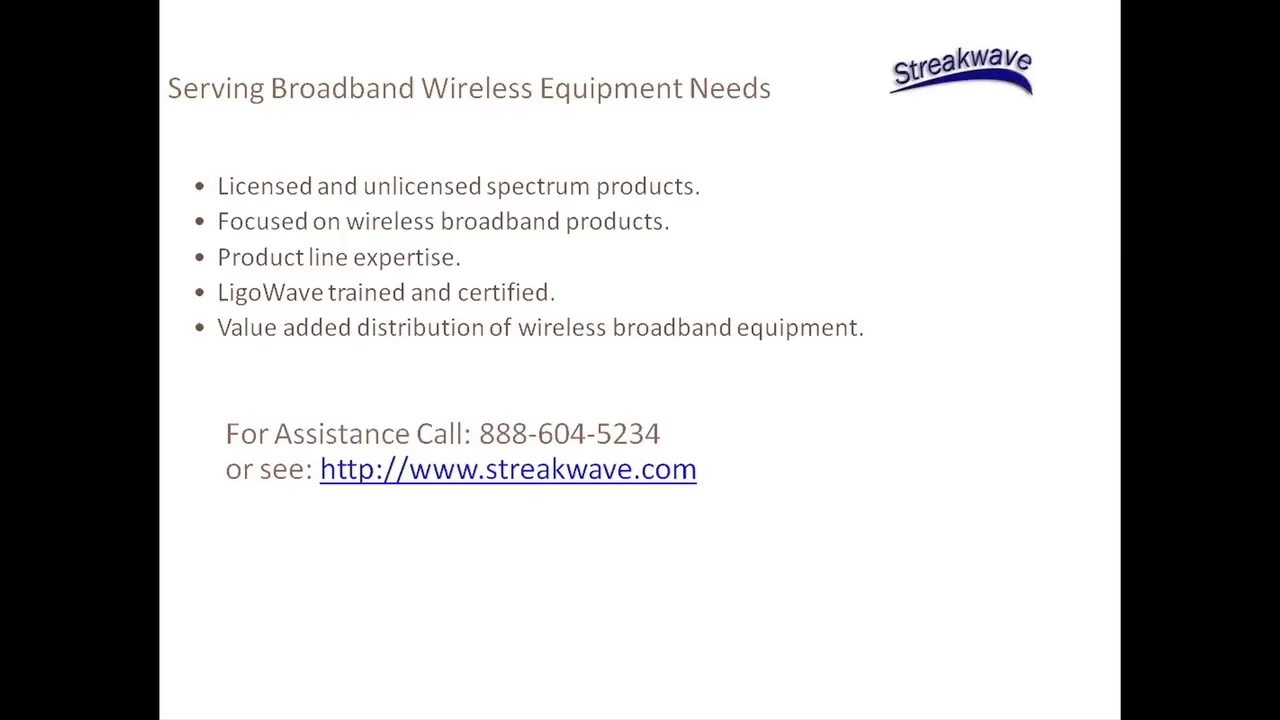 Streakwave
Serving Broadband Wireless Equipment Needs
• Licensed and unlicensed spectrum products.
• Focused on wireless broadband products.
• Product line expertise.
• LigoWave trained and certified.
• Value added distribution of wireless broadband equipment.
For Assistance Call: 888-604-5234
or see: http://www.streakwave.com